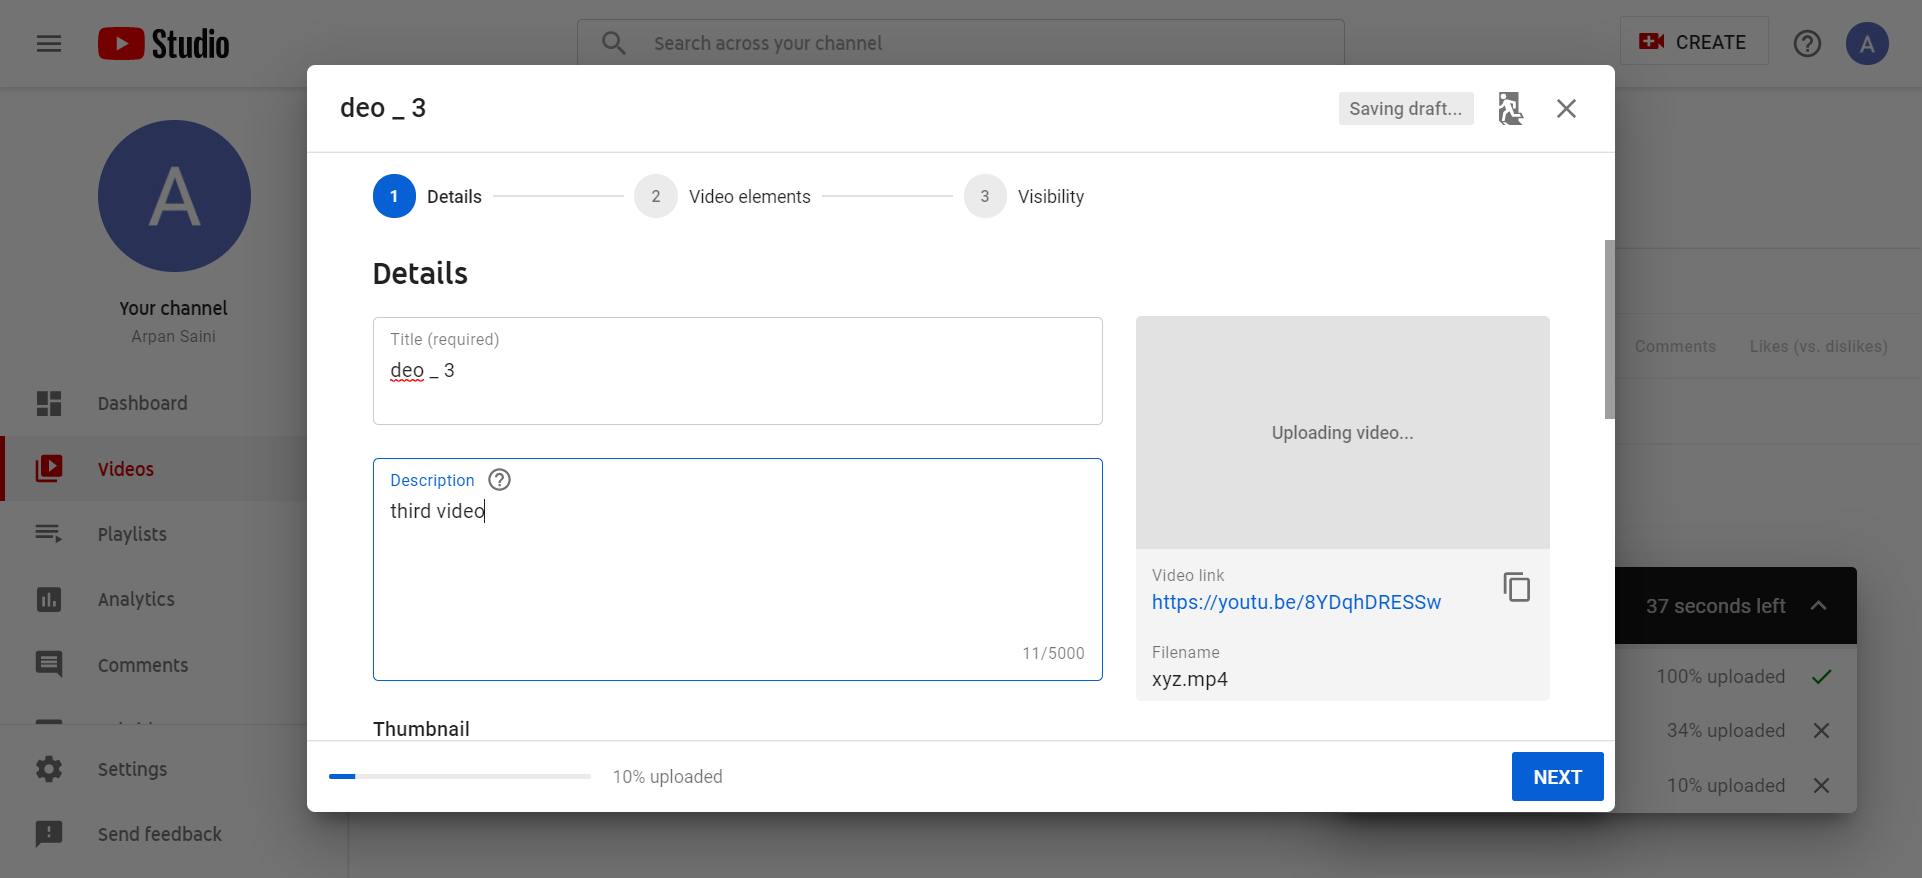 Studio
Search across your channel
CREATE
A
deo _ 3
Saving draft...
1 Details
2 Video elements
3 Visibility
A
Your channel
Arpan Saini
Dashboard
Videos
Playlists
Analytics
Comments
Settings
Send feedback
Details
Title (required)
deo _ 3
Description
third video
11/5000
Thumbnail
Uploading video...
Video link
https://youtu.be/8YDqhDRESSw
Filename
xyz.mp4
10% uploaded
NEXT
Comments
Likes (vs. dislikes)
37 seconds left
100% uploaded
34% uploaded
10% uploaded